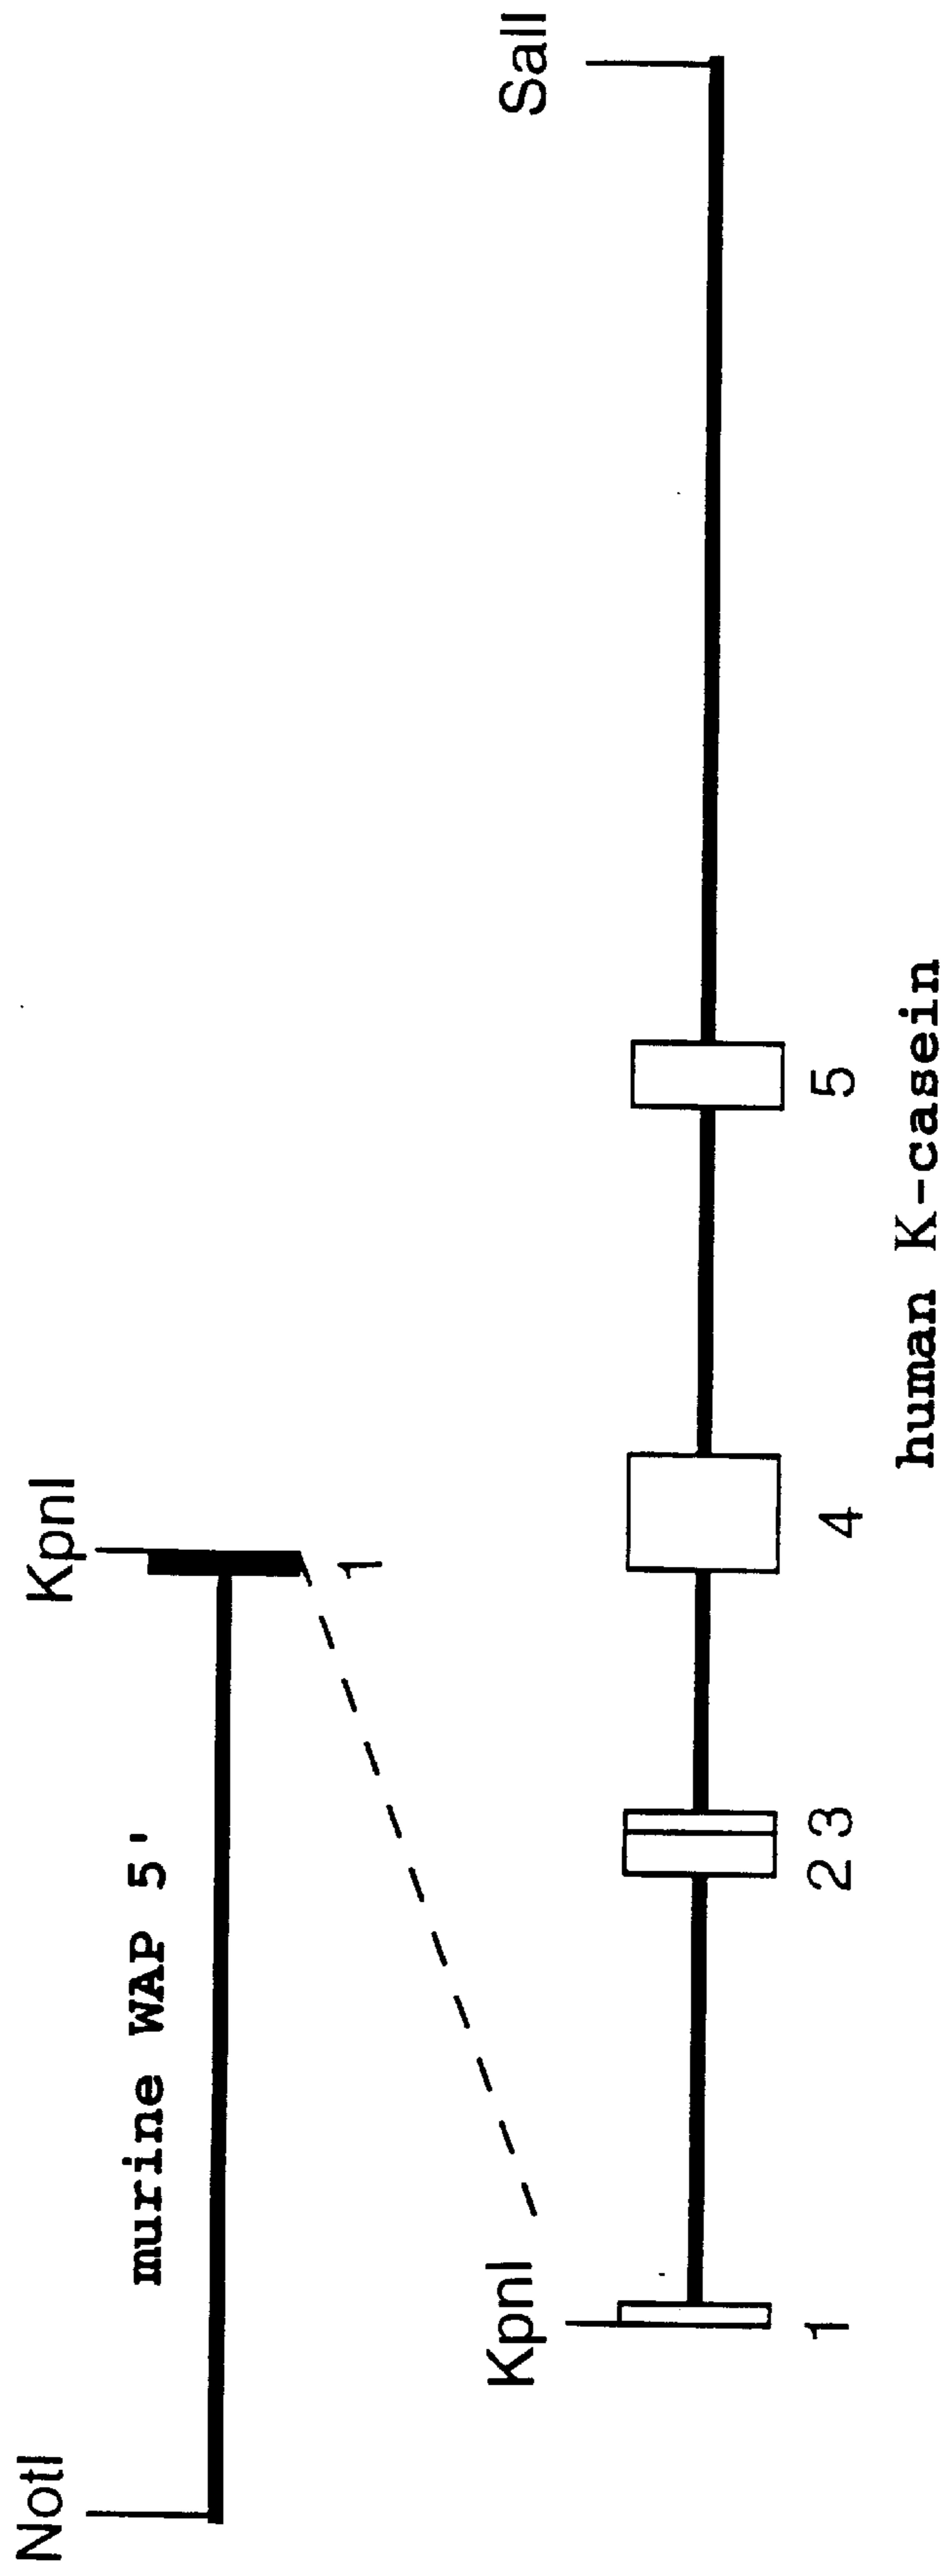 NotI
murine WAP 5'
KpnI
1
KpnI
SalI
1
2 3
4
5
human K-casein